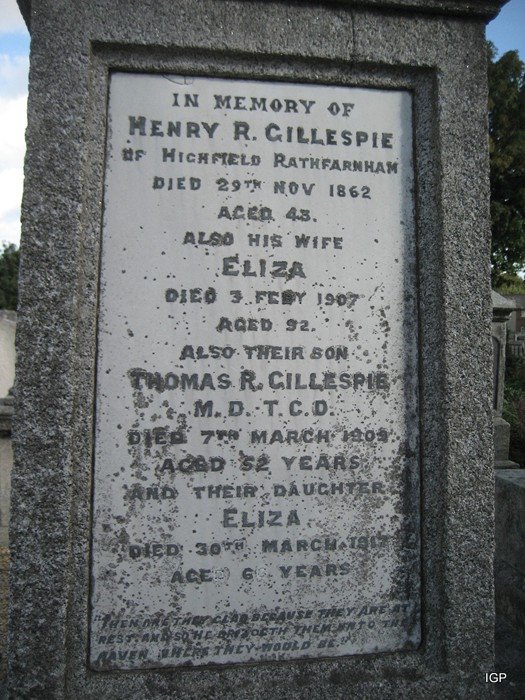 IN MEMORY OF
HENRY R. GILLESPIE
OF HIGHFIELD RATHFARNHAM
DIED 29TH NOV 1862
AGED 43.
ALSO HIS WIFE
ELIZA
DIED 3 FEBY 1907
AGED 92.
ALSO THEIR SON
THOMAS R. GILLESPIE
M.D. T.C.D.
DIED 7TH MARCH 1909
AGED 52 YEARS
AND THEIR DAUGHTER
ELIZA
DIED 30TH MARCH
AGED YEARS
"THEN ARE THEY GLAD BECAUSE THEY ARE AT
REST: AND SO HE BRINGETH THEM UNTO THE
HAVEN WHERE THEY WOULD BE."
IGP